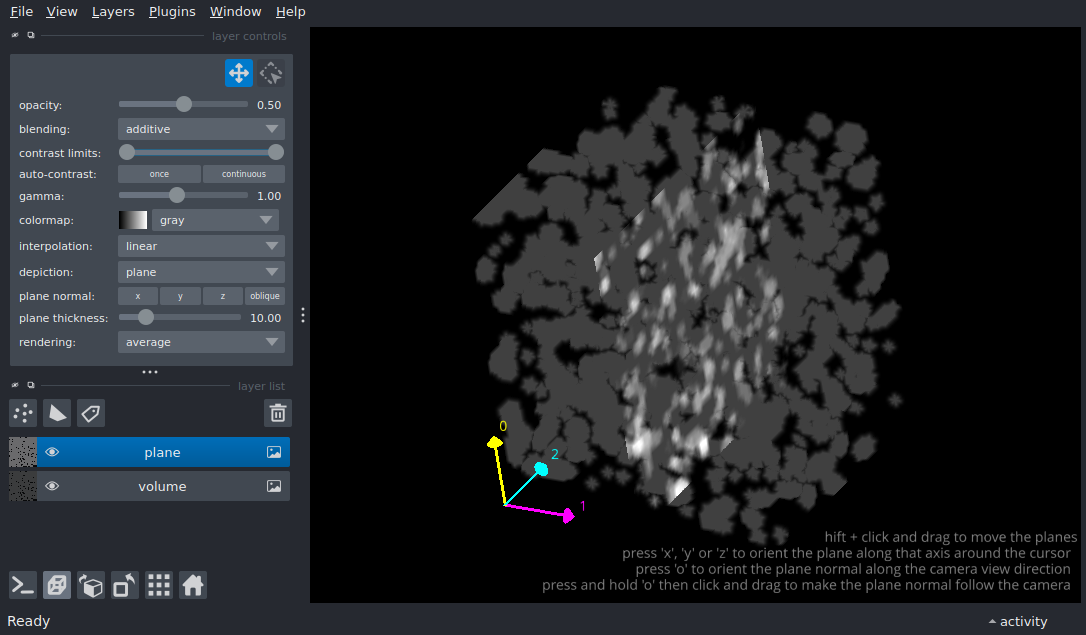 File View Layers Plugins Window Help
layer controls
opacity: 0.50
blending: additive
contrast limits:
auto-contrast: once continuous
gamma: 1.00
colormap: gray
interpolation: linear
depiction: plane
plane normal: x y z oblique
plane thickness: 10.00
rendering: average
layer list
plane
volume
0
2
1
hift + click and drag to move the planes
press 'x', 'y' or 'z' to orient the plane along that axis around the cursor
press 'o' to orient the plane normal along the camera view direction
press and hold 'o' then click and drag to make the plane normal follow the camera
Ready activity